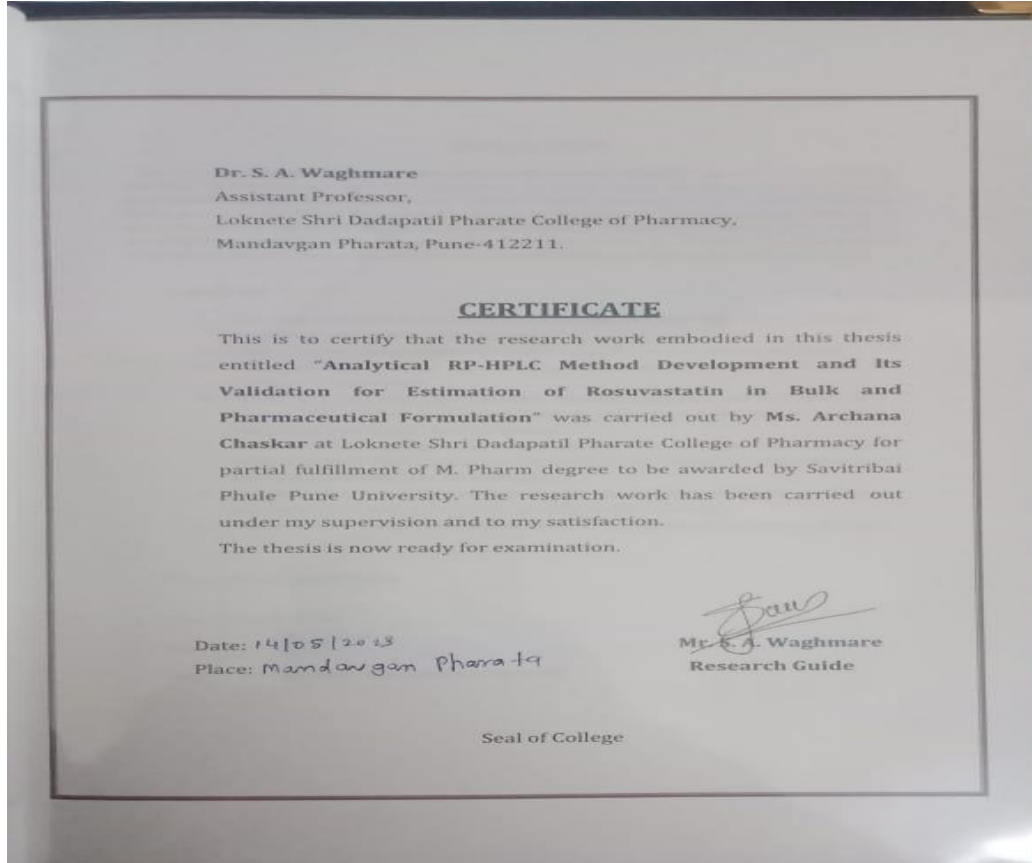 Dr. S. A. Waghmare
Assistant Professor,
Loknete Shri Dadapatil Pharate College of Pharmacy,
Mandavgan Pharata, Pune-412211.
CERTIFICATE
This is to certify that the research work embodied in this thesis
entitled "Analytical RP-HPLC Method Development and Its
Validation for Estimation of Rosuvastatin in Bulk and
Pharmaceutical Formulation" was carried out by Ms. Archana
Chaskar at Loknete Shri Dadapatil Pharate College of Pharmacy for
partial fulfillment of M. Pharm degree to be awarded by Savitribai
Phule Pune University. The research work has been carried out
under my supervision and to my satisfaction.
The thesis is now ready for examination.
Date: 14/05/2023
Place: Mandavgan Pharata
Mr. S. A. Waghmare
Research Guide
Seal of College